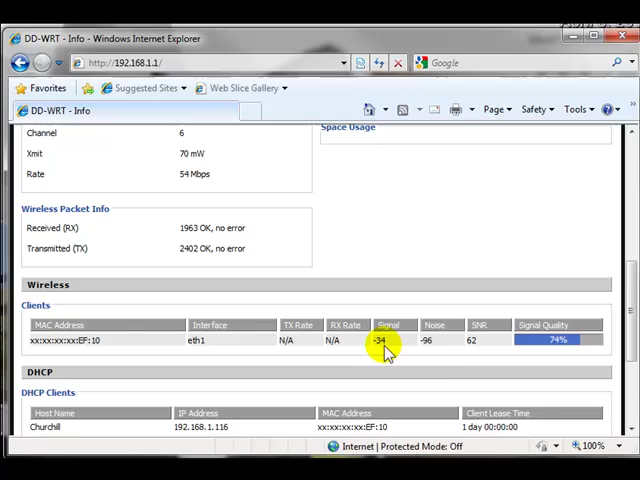 DD-WRT - Info - Windows Internet Explorer
http://192.168.1.1/
Google
Favorites
Suggested Sites
Web Slice Gallery
DD-WRT - Info
Page
Safety
Tools
Channel 6
Space Usage
Xmit 70 mW
Rate 54 Mbps
Wireless Packet Info
Received (RX) 1963 OK, no error
Transmitted (TX) 2402 OK, no error
Wireless
Clients
MAC Address Interface TX Rate RX Rate Signal Noise SNR Signal Quality
xx:xx:xx:xx:EF:10 eth1 N/A N/A -34 -96 62 74%
DHCP
DHCP Clients
Host Name IP Address MAC Address Client Lease Time
Churchill 192.168.1.116 xx:xx:xx:xx:EF:10 1 day 00:00:00
Internet | Protected Mode: Off
100%